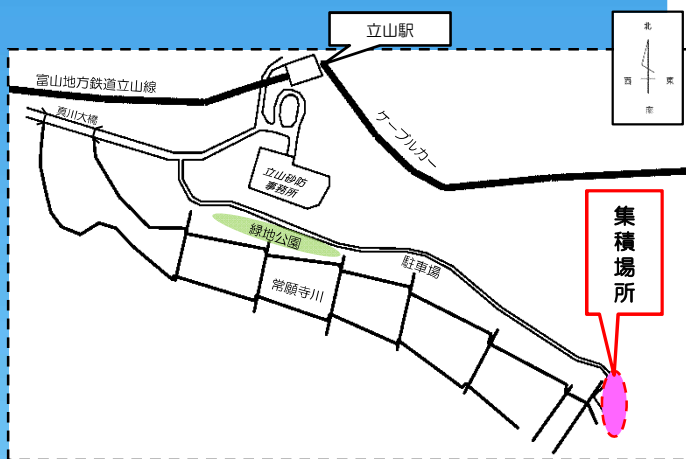 立山駅
北
西 東
南
富山地方鉄道立山線
真川大橋
ケーブルカー
立山砂防
事務所
集積場所
緑地公園
駐車場
常願寺川